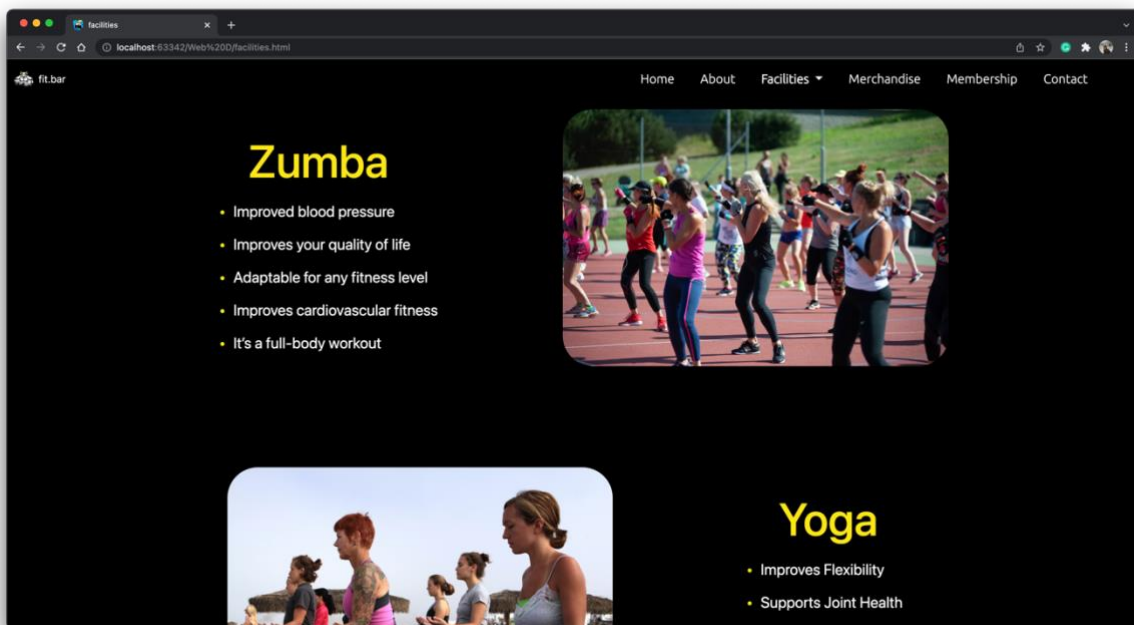 facilities
localhost:63342/Web%20D/facilities.html
fit.bar
Home About Facilities Merchandise Membership Contact
Zumba
• Improved blood pressure
• Improves your quality of life
• Adaptable for any fitness level
• Improves cardiovascular fitness
• It's a full-body workout
Yoga
• Improves Flexibility
• Supports Joint Health